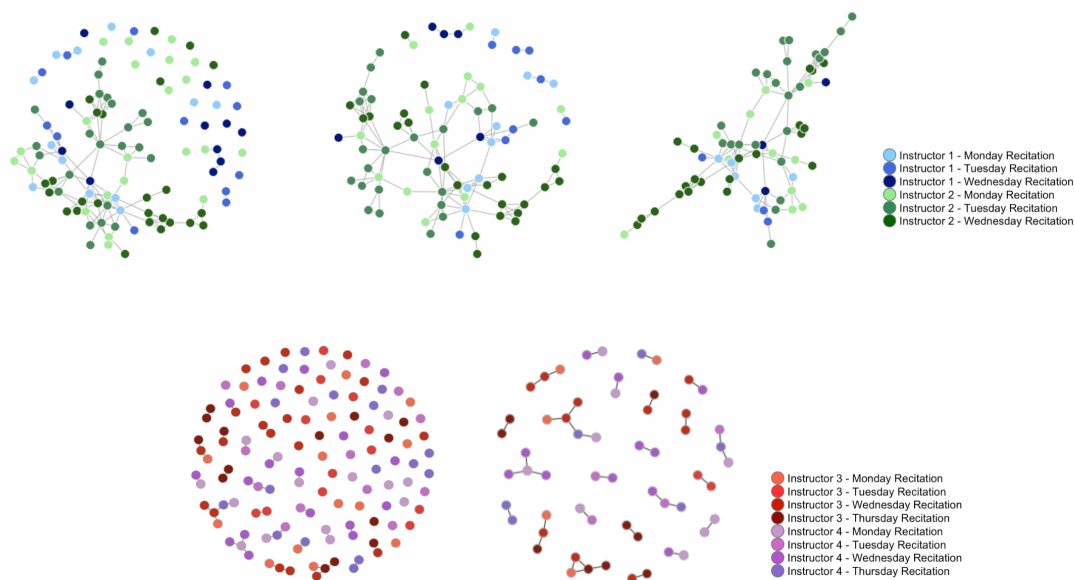 Instructor 1 - Monday Recitation
Instructor 1 - Tuesday Recitation
Instructor 1 - Wednesday Recitation
Instructor 2 - Monday Recitation
Instructor 2 - Tuesday Recitation
Instructor 2 - Wednesday Recitation
Instructor 3 - Monday Recitation
Instructor 3 - Tuesday Recitation
Instructor 3 - Wednesday Recitation
Instructor 3 - Thursday Recitation
Instructor 4 - Monday Recitation
Instructor 4 - Tuesday Recitation
Instructor 4 - Wednesday Recitation
Instructor 4 - Thursday Recitation